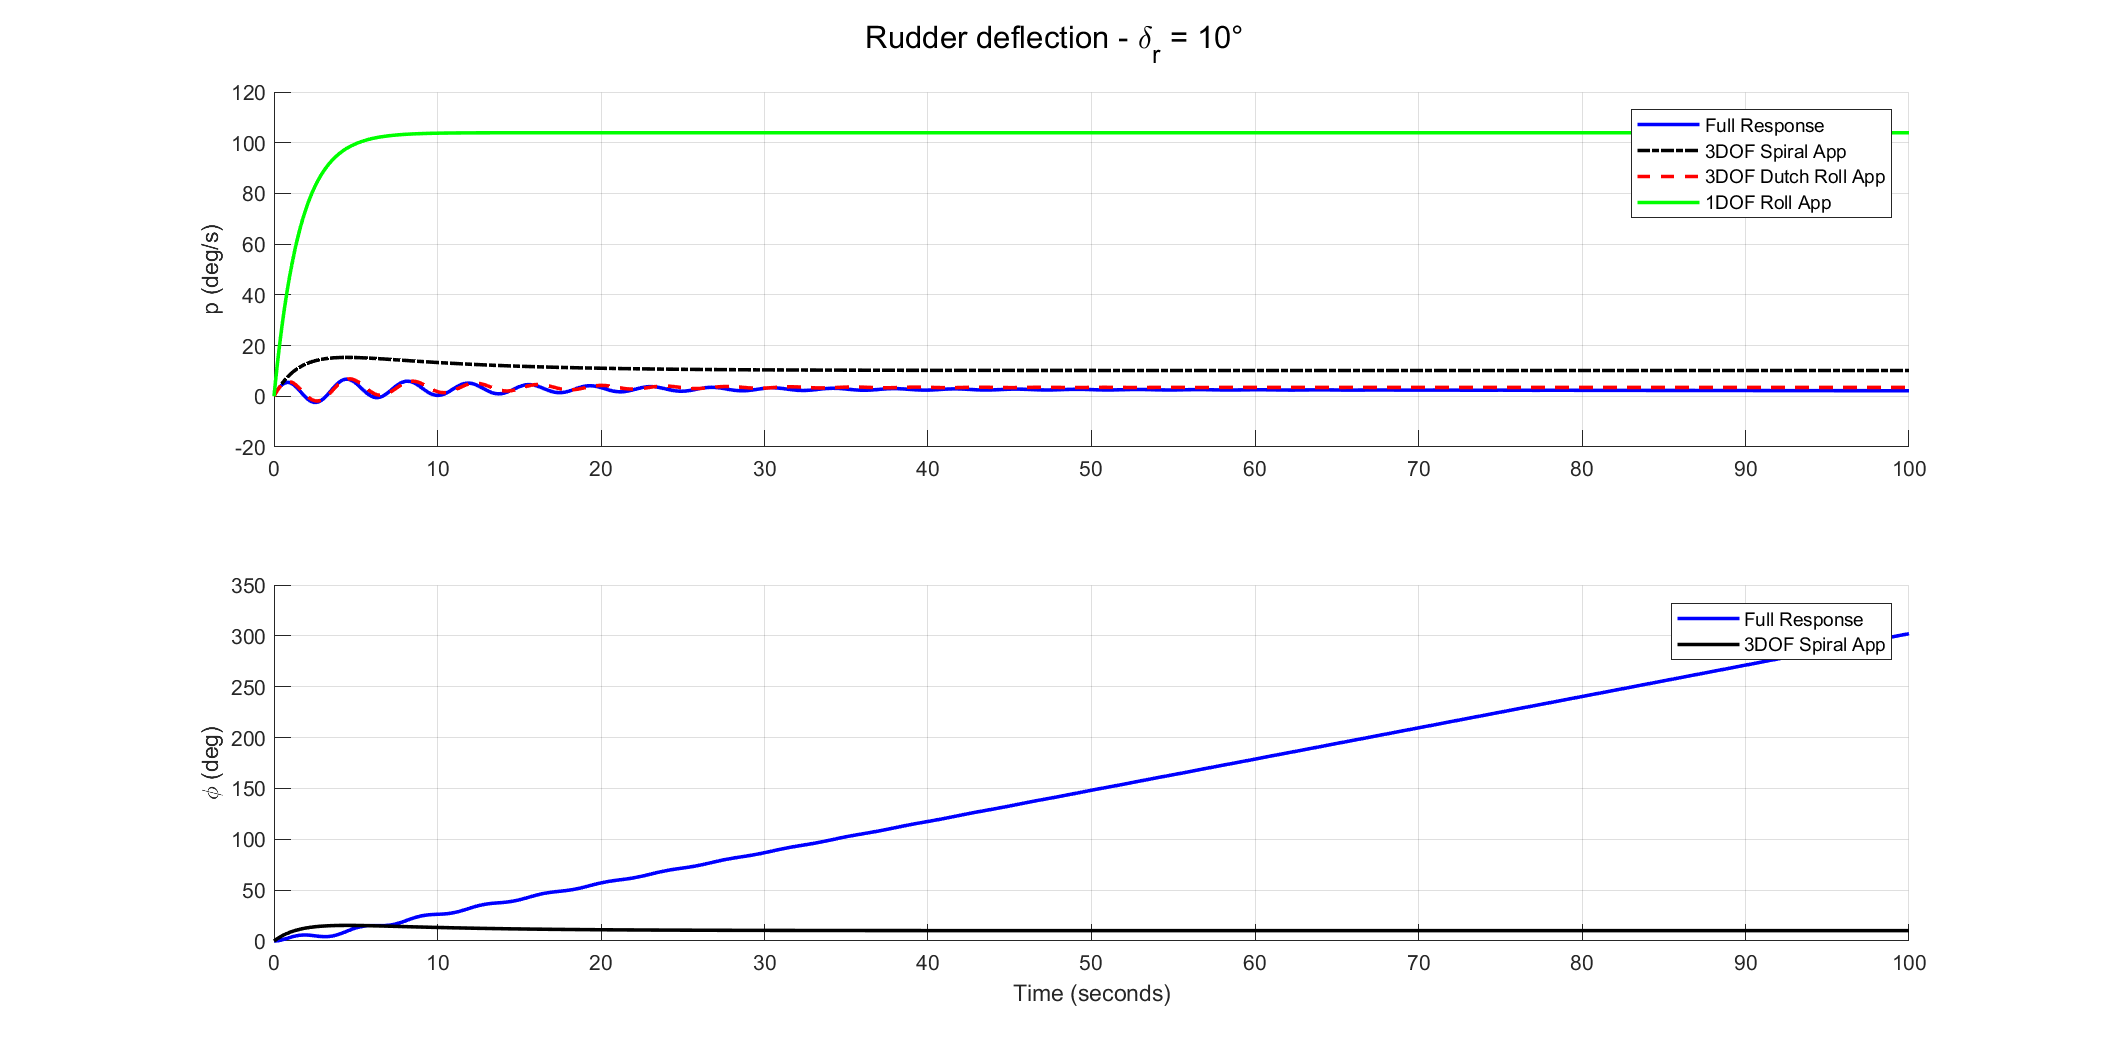 Rudder deflection - δr = 10°
120
100
80
60
40
20
0
-20
p (deg/s)
Full Response
3DOF Spiral App
3DOF Dutch Roll App
1DOF Roll App
0 10 20 30 40 50 60 70 80 90 100
350
300
250
200
150
100
50
0
ϕ (deg)
Full Response
3DOF Spiral App
0 10 20 30 40 50 60 70 80 90 100
Time (seconds)